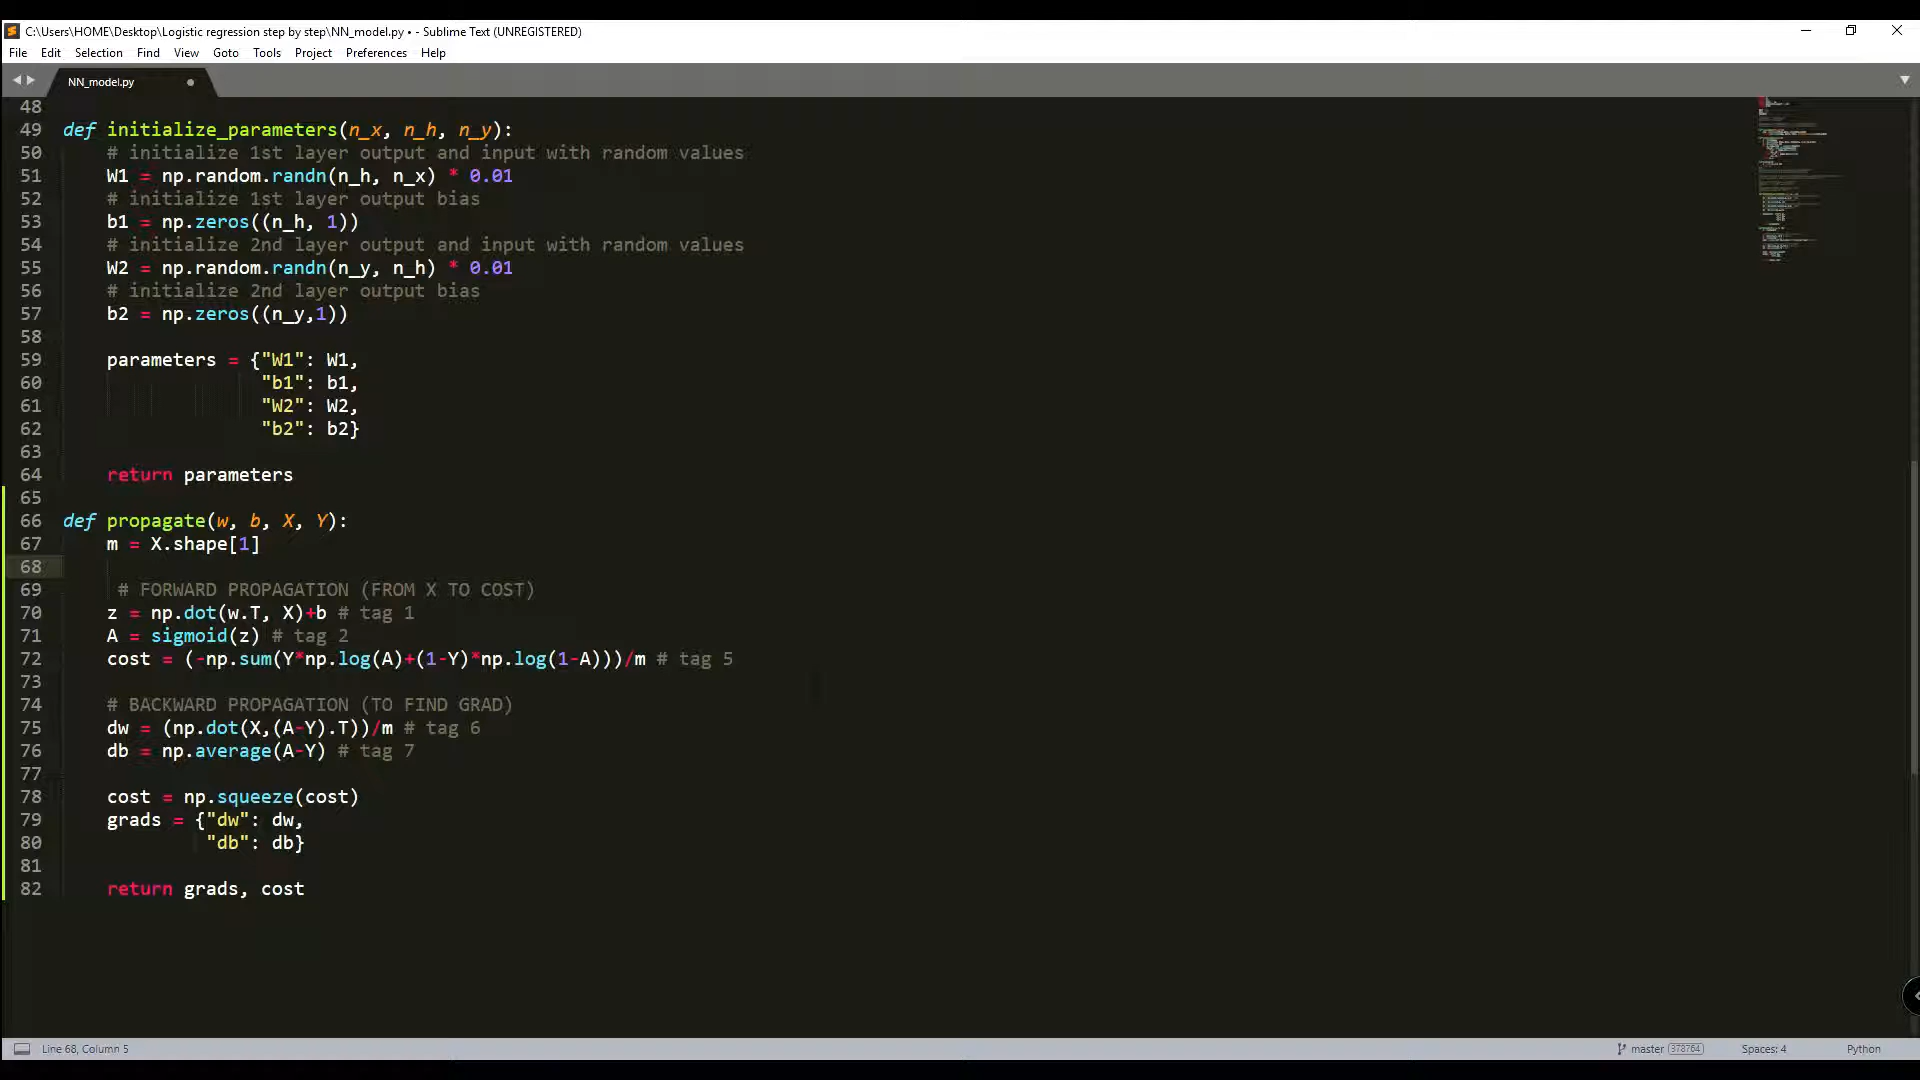 C:\Users\HOME\Desktop\Logistic regression step by step\NN_model.py • - Sublime Text (UNREGISTERED)
File Edit Selection Find View Goto Tools Project Preferences Help
NN_model.py
48
49 def initialize_parameters(n_x, n_h, n_y):
50     # initialize 1st layer output and input with random values
51     W1 = np.random.randn(n_h, n_x) * 0.01
52     # initialize 1st layer output bias
53     b1 = np.zeros((n_h, 1))
54     # initialize 2nd layer output and input with random values
55     W2 = np.random.randn(n_y, n_h) * 0.01
56     # initialize 2nd layer output bias
57     b2 = np.zeros((n_y,1))
58
59     parameters = {"W1": W1,
60                   "b1": b1,
61                   "W2": W2,
62                   "b2": b2}
63
64     return parameters
65
66 def propagate(w, b, X, Y):
67     m = X.shape[1]
68
69      # FORWARD PROPAGATION (FROM X TO COST)
70     z = np.dot(w.T, X)+b # tag 1
71     A = sigmoid(z) # tag 2
72     cost = (-np.sum(Y*np.log(A)+(1-Y)*np.log(1-A)))/m # tag 5
73
74     # BACKWARD PROPAGATION (TO FIND GRAD)
75     dw = (np.dot(X,(A-Y).T))/m # tag 6
76     db = np.average(A-Y) # tag 7
77
78     cost = np.squeeze(cost)
79     grads = {"dw": dw,
80              "db": db}
81
82     return grads, cost
Line 68, Column 5 master 378764 Spaces: 4 Python